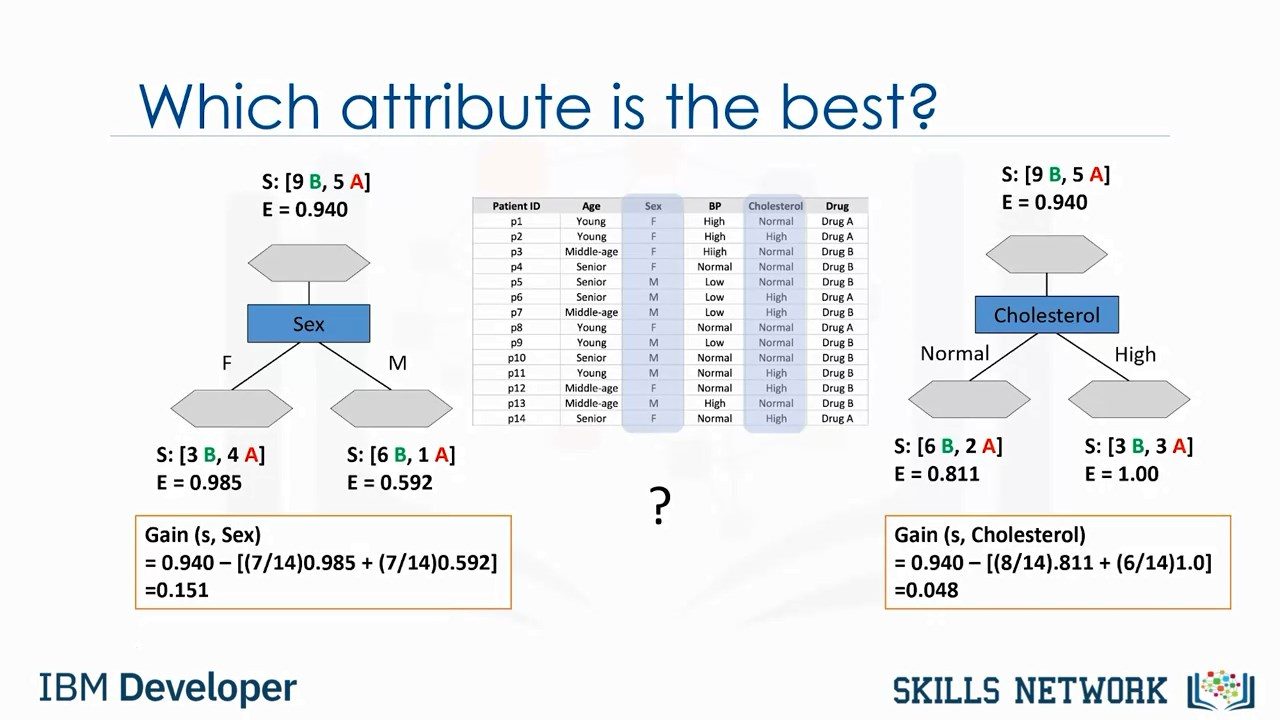 Which attribute is the best?
S: [9 B, 5 A]
E = 0.940
Sex
F
M
S: [3 B, 4 A]
E = 0.985
S: [6 B, 1 A]
E = 0.592
Gain (s, Sex)
= 0.940 – [(7/14)0.985 + (7/14)0.592]
=0.151
Patient ID Age Sex BP Cholesterol Drug
p1 Young F High Normal Drug A
p2 Young F High High Drug A
p3 Middle-age F Hiigh Normal Drug B
p4 Senior F Normal Normal Drug B
p5 Senior M Low Normal Drug B
p6 Senior M Low High Drug A
p7 Middle-age M Low High Drug B
p8 Young F Normal Normal Drug A
p9 Young M Low Normal Drug B
p10 Senior M Normal Normal Drug B
p11 Young M Normal High Drug B
p12 Middle-age F Normal High Drug B
p13 Middle-age M High Normal Drug B
p14 Senior F Normal High Drug A
?
S: [9 B, 5 A]
E = 0.940
Cholesterol
Normal
High
S: [6 B, 2 A]
E = 0.811
S: [3 B, 3 A]
E = 1.00
Gain (s, Cholesterol)
= 0.940 – [(8/14).811 + (6/14)1.0]
=0.048
IBM Developer
SKILLS NETWORK